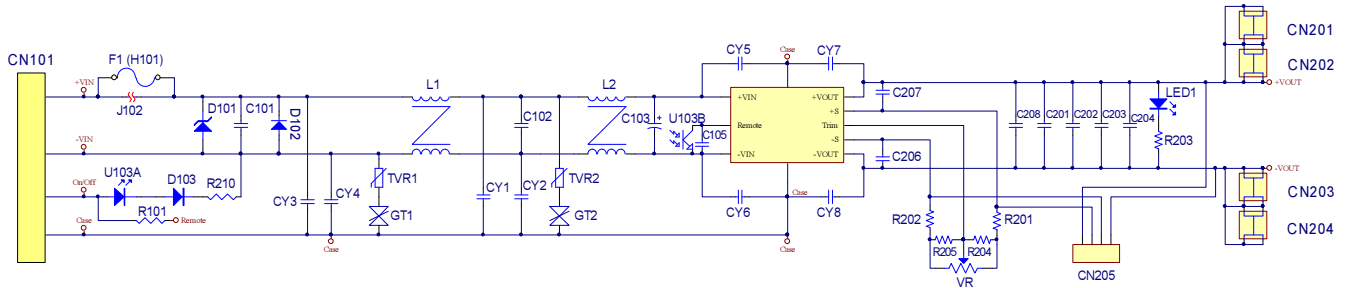 CN101
F1 (H101)
+VIN
J102
D101
C101
D102
-VIN
U103A
D103
R210
On/Off
R101
Remote
Case
CY3
CY4
Case
TVR1
GT1
L1
CY1
CY2
C102
TVR2
GT2
L2
C103
+
U103B
C105
CY5
Case
CY7
+VIN
+VOUT
+S
Remote
Trim
-S
-VIN
-VOUT
CY6
Case
CY8
Case
C207
C206
R202
R201
R205
R204
VR
C208
C201
C202
C203
C204
LED1
R203
CN205
CN201
CN202
+VOUT
-VOUT
CN203
CN204